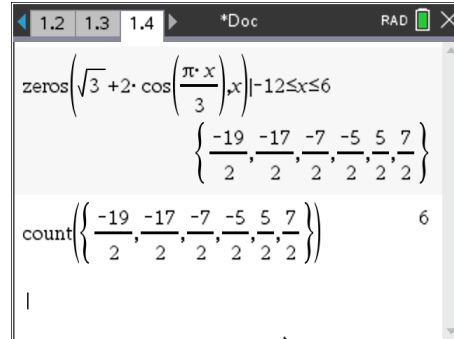 1.2 1.3 1.4 *Doc RAD
zeros(√3+2·cos(π·x/3),x)|-12≤x≤6
{-19/2,-17/2,-7/2,-5/2,5/2,7/2}
count({-19/2,-17/2,-7/2,-5/2,5/2,7/2}) 6